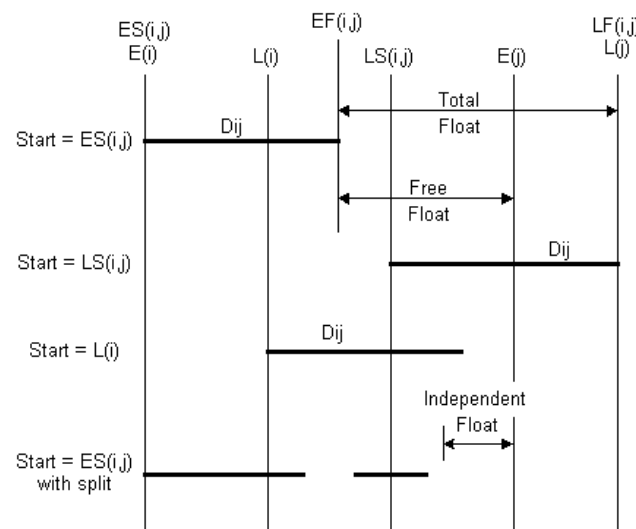 ES(i,j)
E(i)
L(i)
EF(i,j)
LS(i,j)
E(j)
LF(i,j)
L(j)
Total
Float
Start = ES(i,j)
Dij
Free
Float
Start = LS(i,j)
Dij
Start = L(i)
Dij
Independent
Float
Start = ES(i,j)
with split